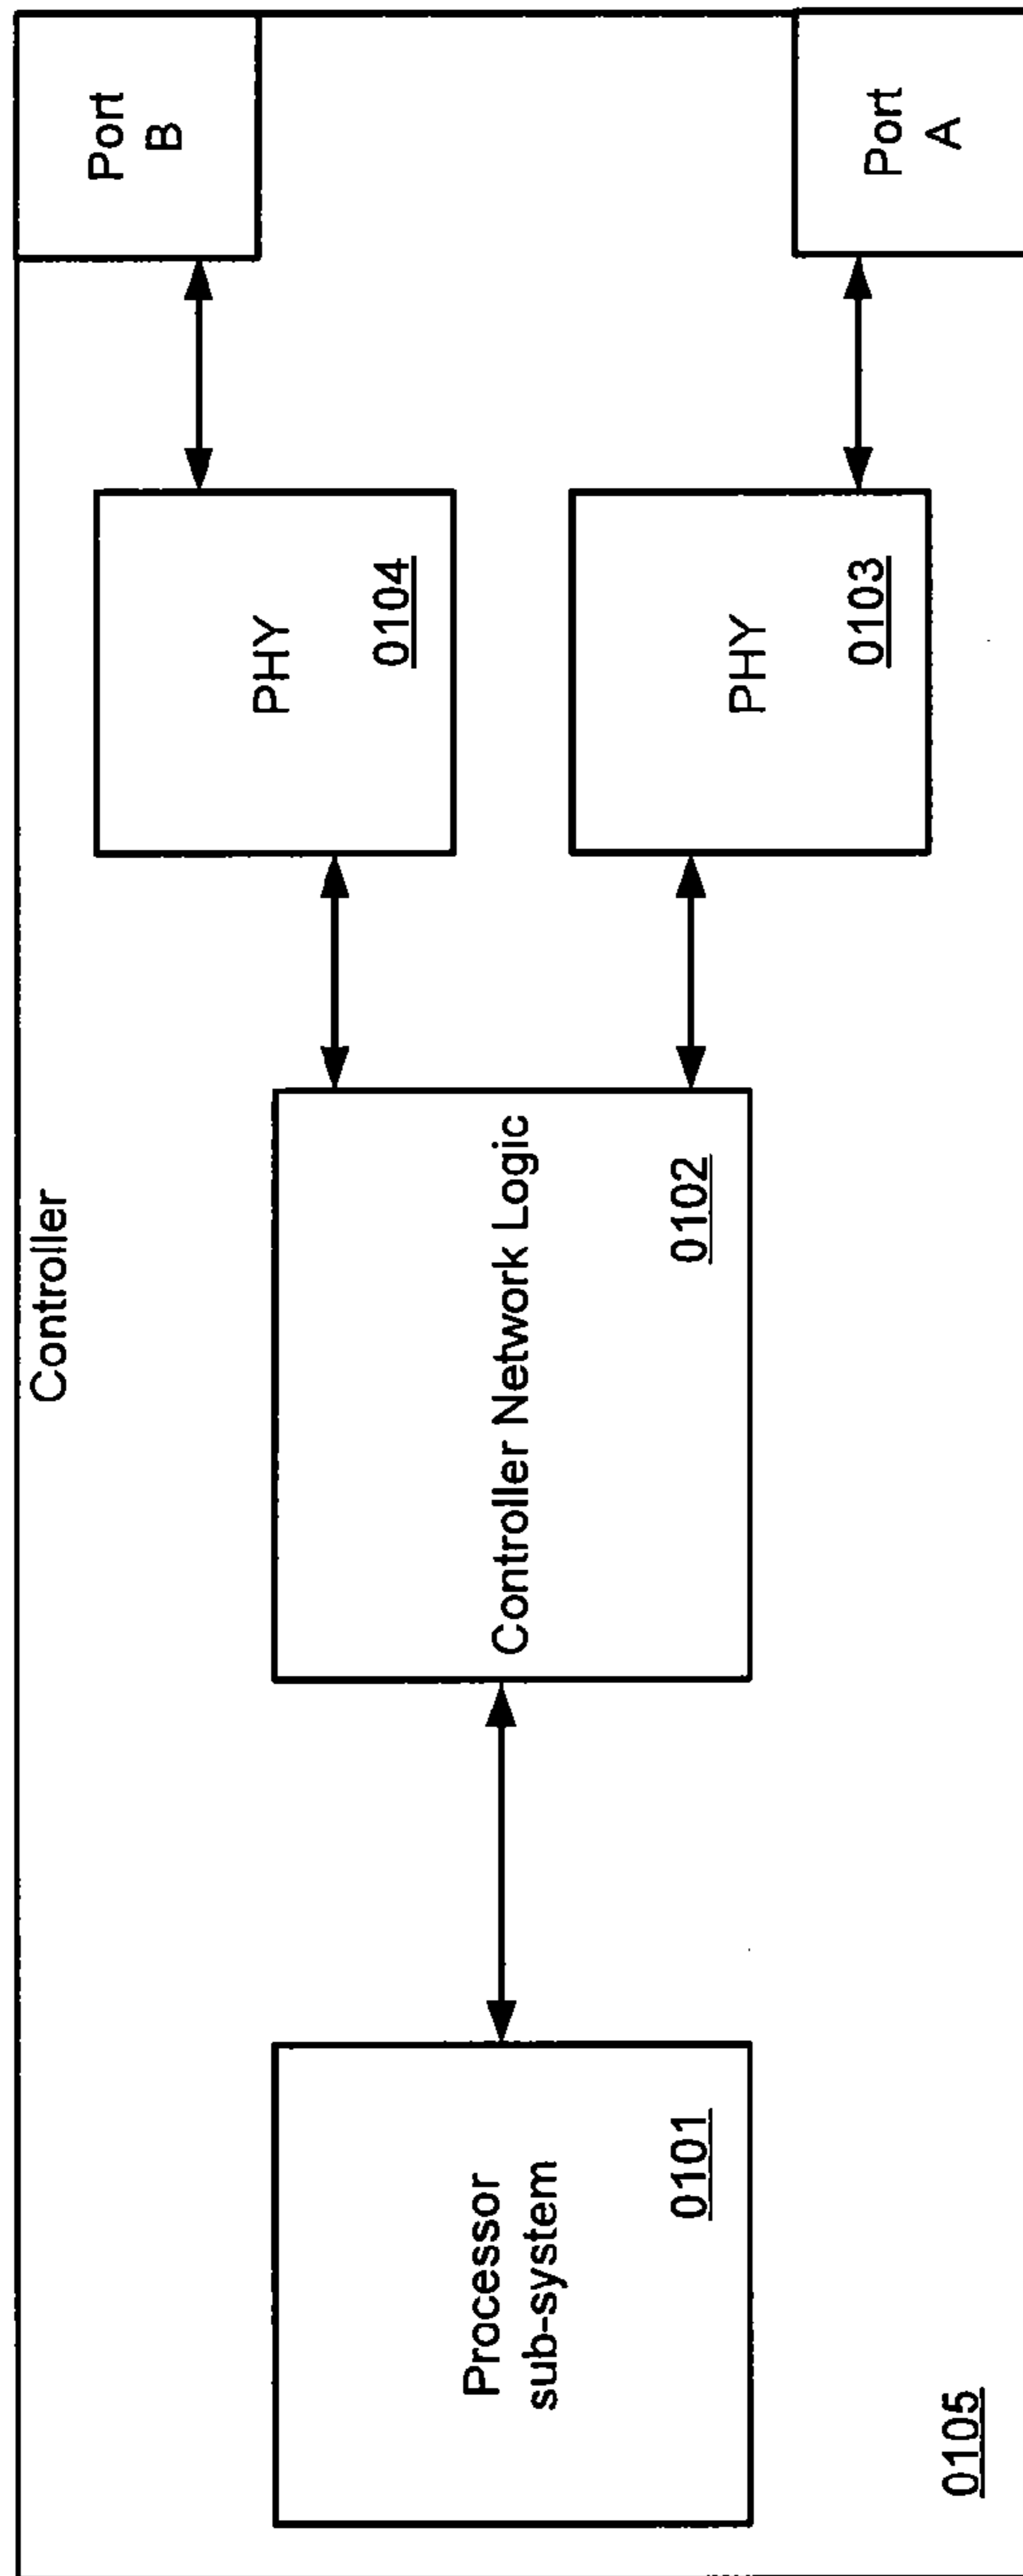 Controller
Processor
sub-system
0101
Controller Network Logic
0102
PHY
0104
PHY
0103
Port
B
Port
A
0105